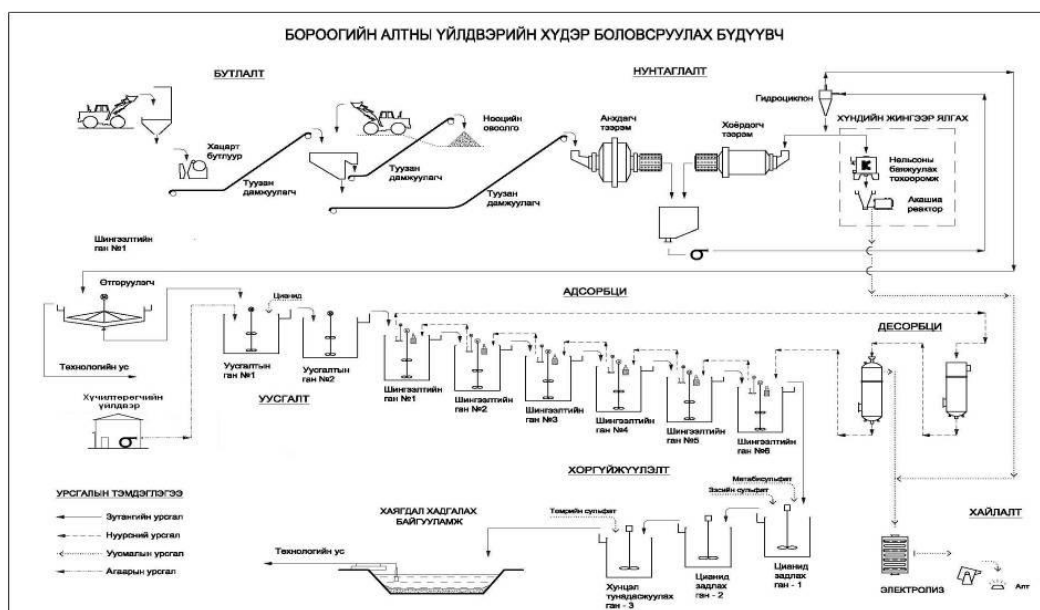 БОРООГИЙН АЛТНЫ ҮЙЛДВЭРИЙН ХҮДЭР БОЛОВСРУУЛАХ БҮДҮҮВЧ
БУТЛАЛТ
НУНТАГЛАЛТ
Гидроциклон
ХҮНДИЙН ЖИНГЭЭР ЯЛГАХ
Хацарт
бутлуур
Нөөцийн
овоолго
Анхдагч
тээрэм
Хоёрдогч
тээрэм
Нельсоны
баяжуулах
төхөөрөмж
Туузан
дамжуулагч
Туузан
дамжуулагч
Туузан
дамжуулагч
Акашиа
реактор
Шингээлтийн
ган №1
Өтгөрүүлэгч
Цианид
АДСОРБЦИ
ДЕСОРБЦИ
Технологийн ус
Уусгалтын
ган №1
Уусгалтын
ган №2
Шингээлтийн
ган №1
Шингээлтийн
ган №2
Шингээлтийн
ган №3
Шингээлтийн
ган №4
Шингээлтийн
ган №5
Шингээлтийн
ган №6
Хүчилтөрөгчийн
үйлдвэр
УУСГАЛТ
ХОРГҮЙЖҮҮЛЭЛТ
Метабисульфат
Зэсийн сульфат
Төмрийн сульфат
УРСГАЛЫН ТЭМДЭГЛЭГЭЭ
Зутангийн урсгал
Нүүрсний урсгал
Уусмалын урсгал
Агаарын урсгал
ХАЯГДАЛ ХАДГАЛАХ
БАЙГУУЛАМЖ
Технологийн ус
Хүнцэл
тунадасжуулах
ган - 3
Цианид
задлах
ган - 2
Цианид
задлах
ган - 1
ЭЛЕКТРОЛИЗ
ХАЙЛАЛТ
Алт